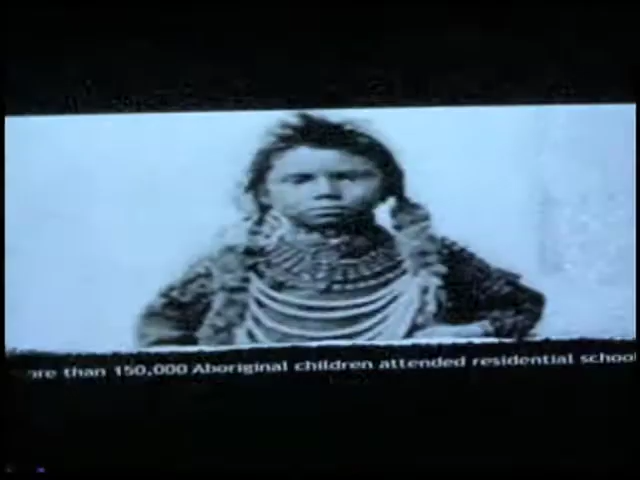 ore than 150,000 Aboriginal children attended residential school